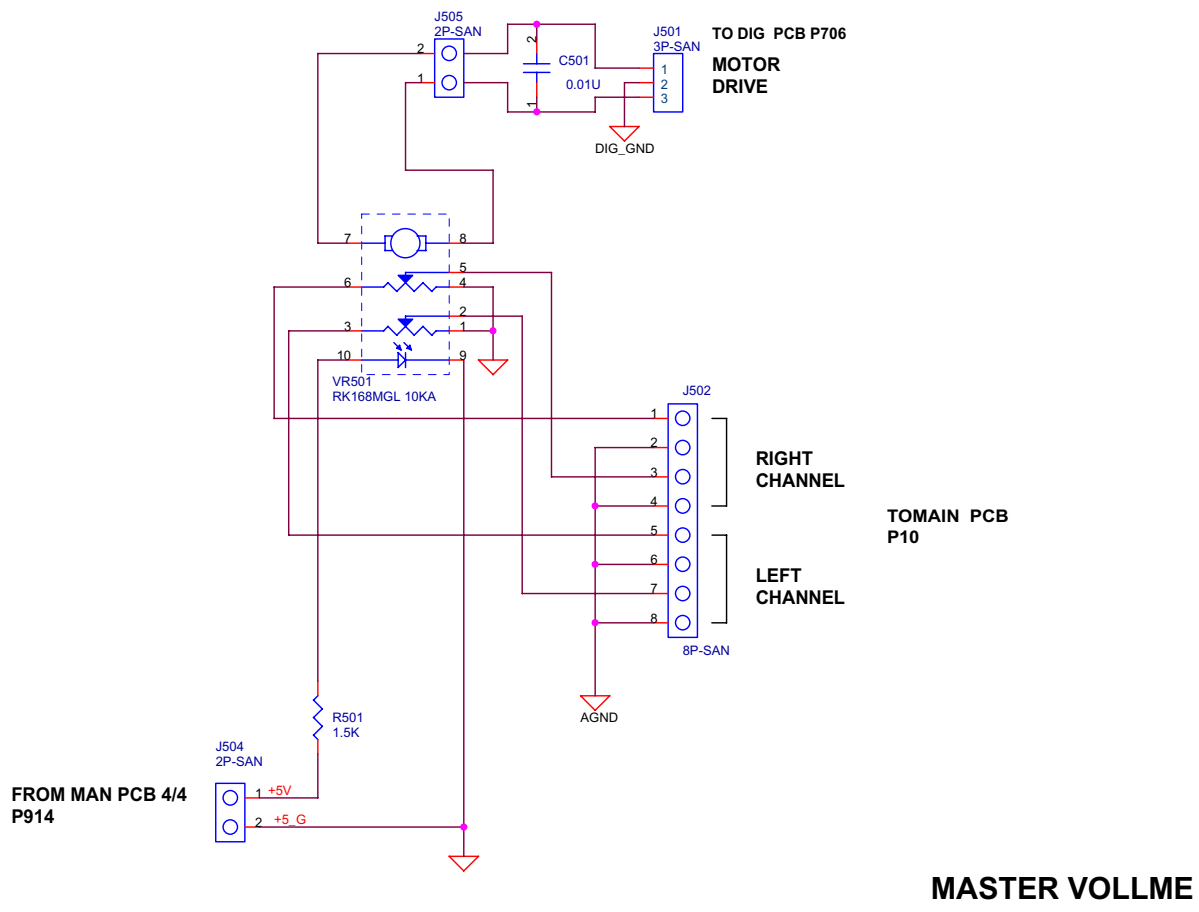 J505
2P-SAN
2
1
2
C501
0.01U
1
J501
3P-SAN
1
2
3
TO DIG PCB P706
MOTOR
DRIVE
DIG_GND
7
8
5
6
4
2
3
1
10
9
VR501
RK168MGL 10KA
J502
1
2
3
4
5
6
7
8
8P-SAN
RIGHT
CHANNEL
LEFT
CHANNEL
TOMAIN PCB
P10
AGND
R501
1.5K
J504
2P-SAN
1
+5V
2
+5_G
FROM MAN PCB 4/4
P914
MASTER VOLLME